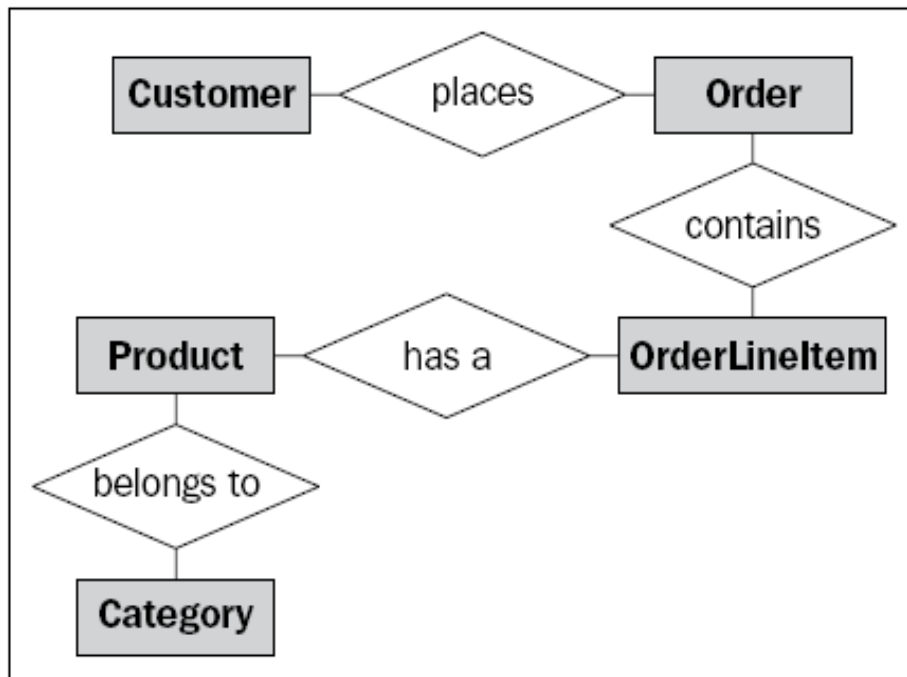 Customer
places
Order
contains
Product
has a
OrderLineItem
belongs to
Category